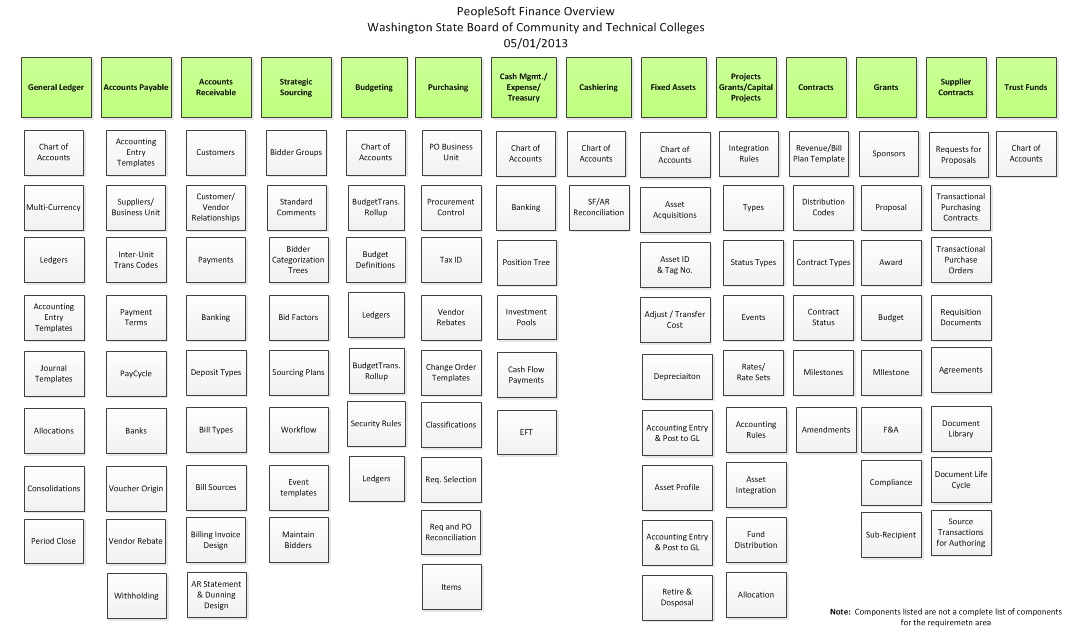 PeopleSoft Finance Overview
Washington State Board of Community and Technical Colleges
05/01/2013
General Ledger
Accounts Payable
Accounts
Receivable
Strategic
Sourcing
Budgeting
Purchasing
Cash Mgmt./
Expense/
Treasury
Cashiering
Fixed Assets
Projects
Grants/Capital
Projects
Contracts
Grants
Supplier
Contracts
Trust Funds
Chart of
Accounts
Accounting
Entry
Templates
Customers
Bidder Groups
Chart of
Accounts
PO Business
Unit
Chart of
Accounts
Chart of
Accounts
Chart of
Accounts
Integration
Rules
Revenue/Bill
Plan Template
Sponsors
Requests for
Proposals
Chart of
Accounts
Multi-Currency
Suppliers/
Business Unit
Customer/
Vendor
Relationships
Standard
Comments
BudgetTrans.
Rollup
Procurement
Control
Banking
SF/AR
Reconciliation
Asset
Acquisitions
Types
Distribution
Codes
Proposal
Transactional
Purchasing
Contracts
Ledgers
Inter-Unit
Trans Codes
Payments
Bidder
Categorization
Trees
Budget
Definitions
Tax ID
Position Tree
Asset ID
& Tag No.
Status Types
Contract Types
Award
Transactional
Purchase
Orders
Accounting
Entry
Templates
Payment
Terms
Banking
Bid Factors
Ledgers
Vendor
Rebates
Investment
Pools
Adjust / Transfer
Cost
Events
Contract
Status
Budget
Requisition
Documents
Journal
Templates
PayCycle
Deposit Types
Sourcing Plans
BudgetTrans.
Rollup
Change Order
Templates
Cash Flow
Payments
Depreciaiton
Rates/
Rate Sets
Milestones
MIlestone
Agreements
Allocations
Banks
Bill Types
Workflow
Security Rules
Classifications
EFT
Accounting Entry
& Post to GL
Accounting
Rules
Amendments
F&A
Document
Library
Consolidations
Voucher Origin
Bill Sources
Event
templates
Ledgers
Req. Selection
Asset Profile
Asset
Integration
Compliance
Document Life
Cycle
Period Close
Vendor Rebate
Billing Invoice
Design
Maintain
Bidders
Req and PO
Reconciliation
Accounting Entry
& Post to GL
Fund
Distribution
Sub-Recipient
Source
Transactions
for Authoring
Withholding
AR Statement
& Dunning
Design
Items
Retire &
Dosposal
Allocation
Note: Components listed are not a complete list of components
for the requiremetn area